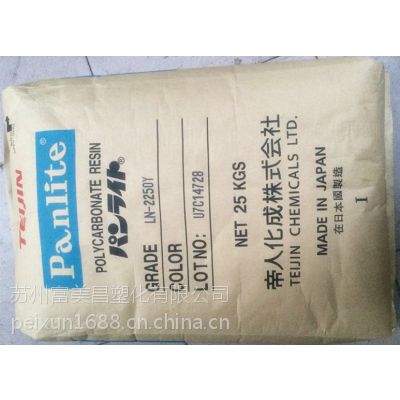 TEIJIN
Panlite
POLYCARBONATE RESIN
パンライト®
GRADE LN-2250Y
COLOR
LOT NO: U7C14728
NET 25 KGS
帝人化成株式会社
TEIJIN CHEMICALS LTD.
MADE IN JAPAN
在日本國製造
I
苏州富美昌塑化有限公司
peixun1688.cn.china.cn